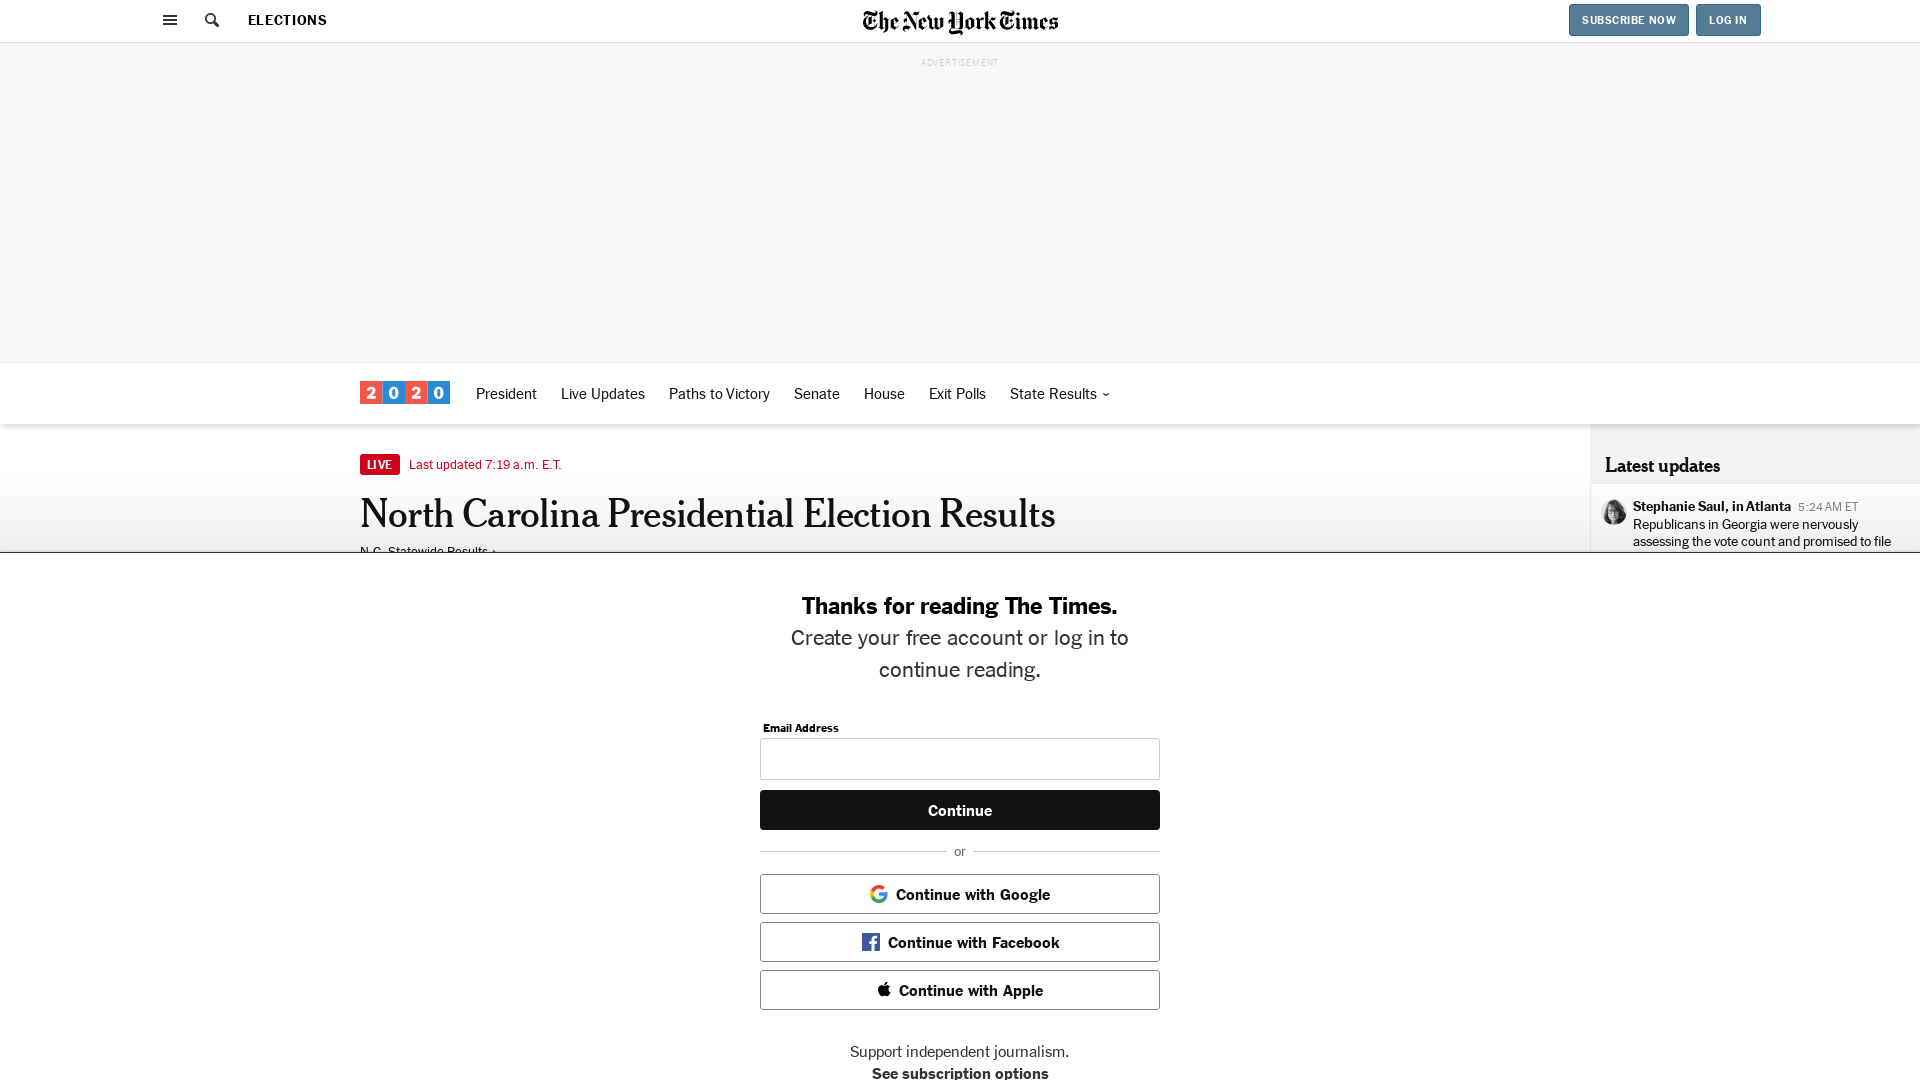 ELECTIONS
The New York Times
SUBSCRIBE NOW
LOG IN
ADVERTISEMENT
2020
President
Live Updates
Paths to Victory
Senate
House
Exit Polls
State Results
LIVE
Last updated 7:19 a.m. E.T.
North Carolina Presidential Election Results
N.C. Statewide Results ›
Latest updates
Stephanie Saul, in Atlanta 5:24 AM ET
Republicans in Georgia were nervously
assessing the vote count and promised to file
Thanks for reading The Times.
Create your free account or log in to
continue reading.
Email Address
Continue
or
Continue with Google
Continue with Facebook
Continue with Apple
Support independent journalism.
See subscription options